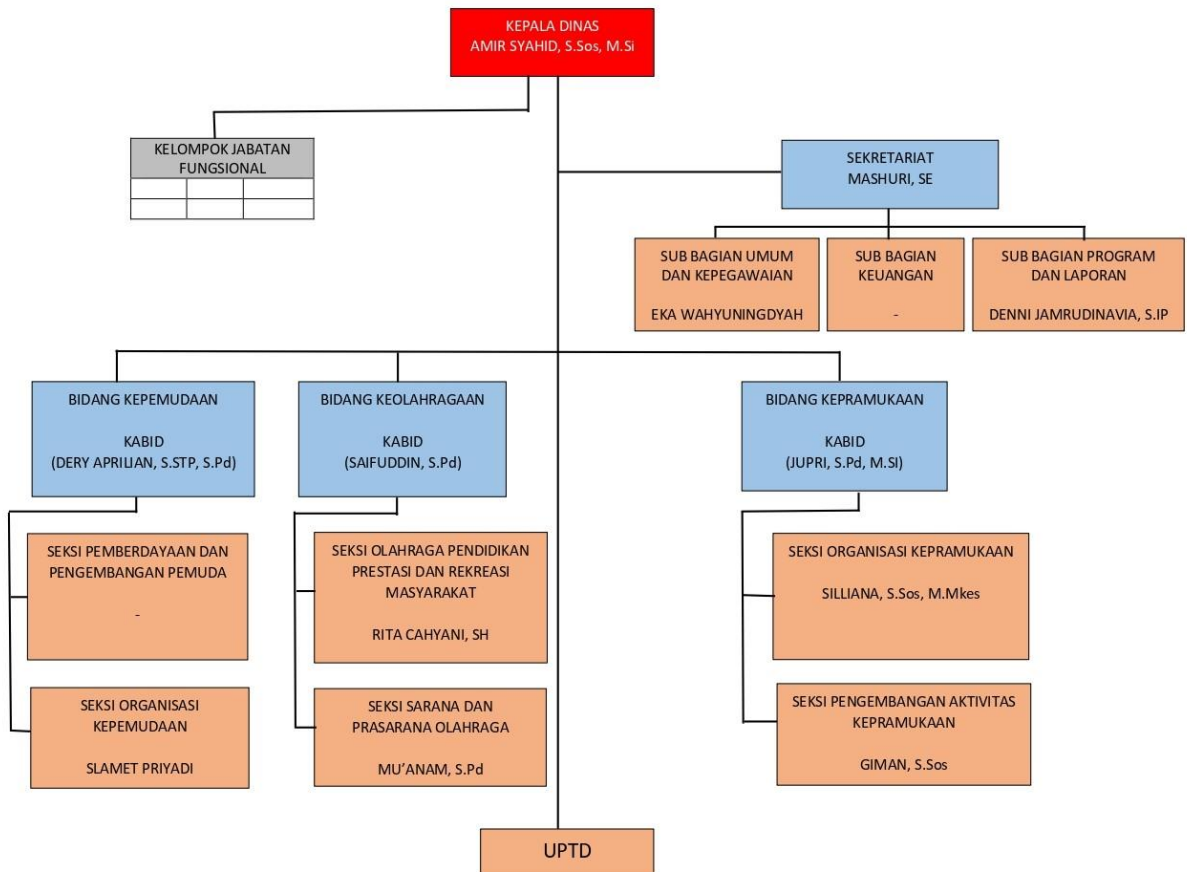 KEPALA DINAS
AMIR SYAHID, S.Sos, M.Si
KELOMPOK JABATAN
FUNGSIONAL
SEKRETARIAT
MASHURI, SE
SUB BAGIAN UMUM
DAN KEPEGAWAIAN
EKA WAHYUNINGDYAH
SUB BAGIAN
KEUANGAN
-
SUB BAGIAN PROGRAM
DAN LAPORAN
DENNI JAMRUDINAVIA, S.IP
BIDANG KEPEMUDAAN
KABID
(DERY APRILIAN, S.STP, S.Pd)
BIDANG KEOLAHRAGAAN
KABID
(SAIFUDDIN, S.Pd)
BIDANG KEPRAMUKAAN
KABID
(JUPRI, S.Pd, M.SI)
SEKSI PEMBERDAYAAN DAN
PENGEMBANGAN PEMUDA
-
SEKSI OLAHRAGA PENDIDIKAN
PRESTASI DAN REKREASI
MASYARAKAT
RITA CAHYANI, SH
SEKSI ORGANISASI KEPRAMUKAAN
SILLIANA, S.Sos, M.Mkes
SEKSI ORGANISASI
KEPEMUDAAN
SLAMET PRIYADI
SEKSI SARANA DAN
PRASARANA OLAHRAGA
MU’ANAM, S.Pd
SEKSI PENGEMBANGAN AKTIVITAS
KEPRAMUKAAN
GIMAN, S.Sos
UPTD